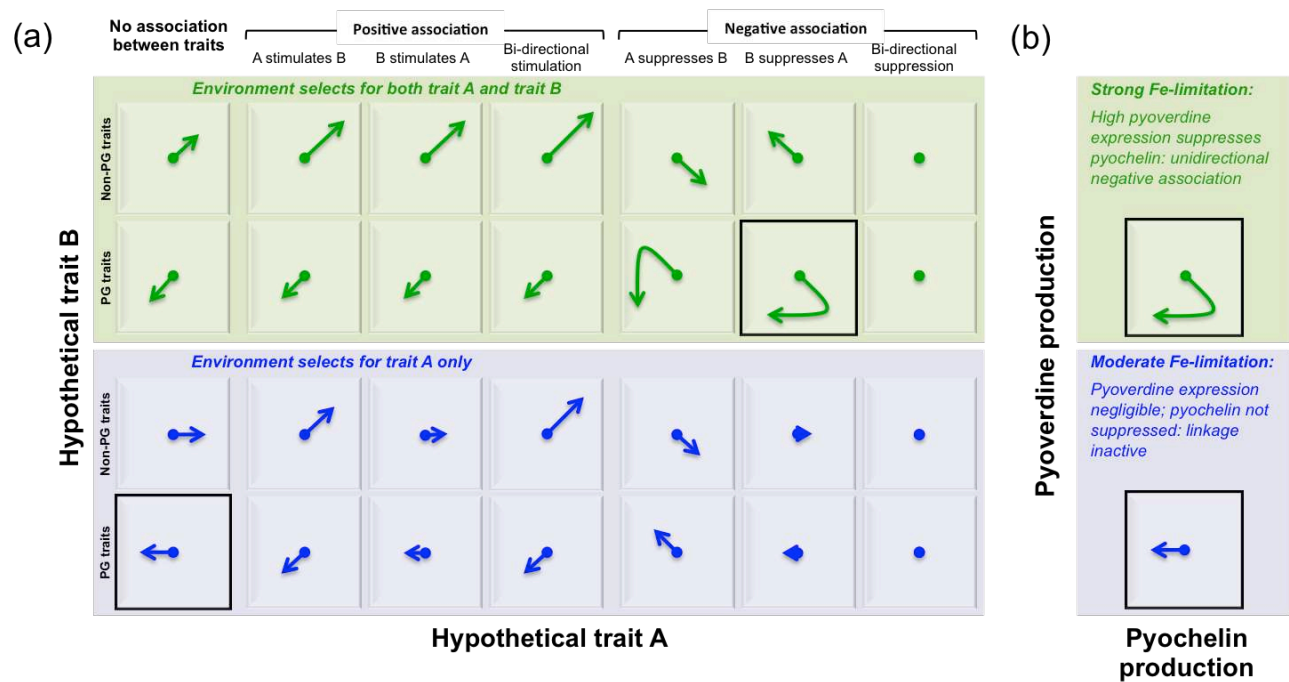 (a)
No association
between traits
Positive association
Negative association
A stimulates B
B stimulates A
Bi-directional
stimulation
A suppresses B
B suppresses A
Bi-directional
suppression
Environment selects for both trait A and trait B
Non-PG traits
PG traits
Environment selects for trait A only
Non-PG traits
PG traits
Hypothetical trait B
Hypothetical trait A
(b)
Strong Fe-limitation:
High pyoverdine
expression suppresses
pyochelin: unidirectional
negative association
Moderate Fe-limitation:
Pyoverdine expression
negligible; pyochelin not
suppressed: linkage
inactive
Pyoverdine production
Pyochelin
production